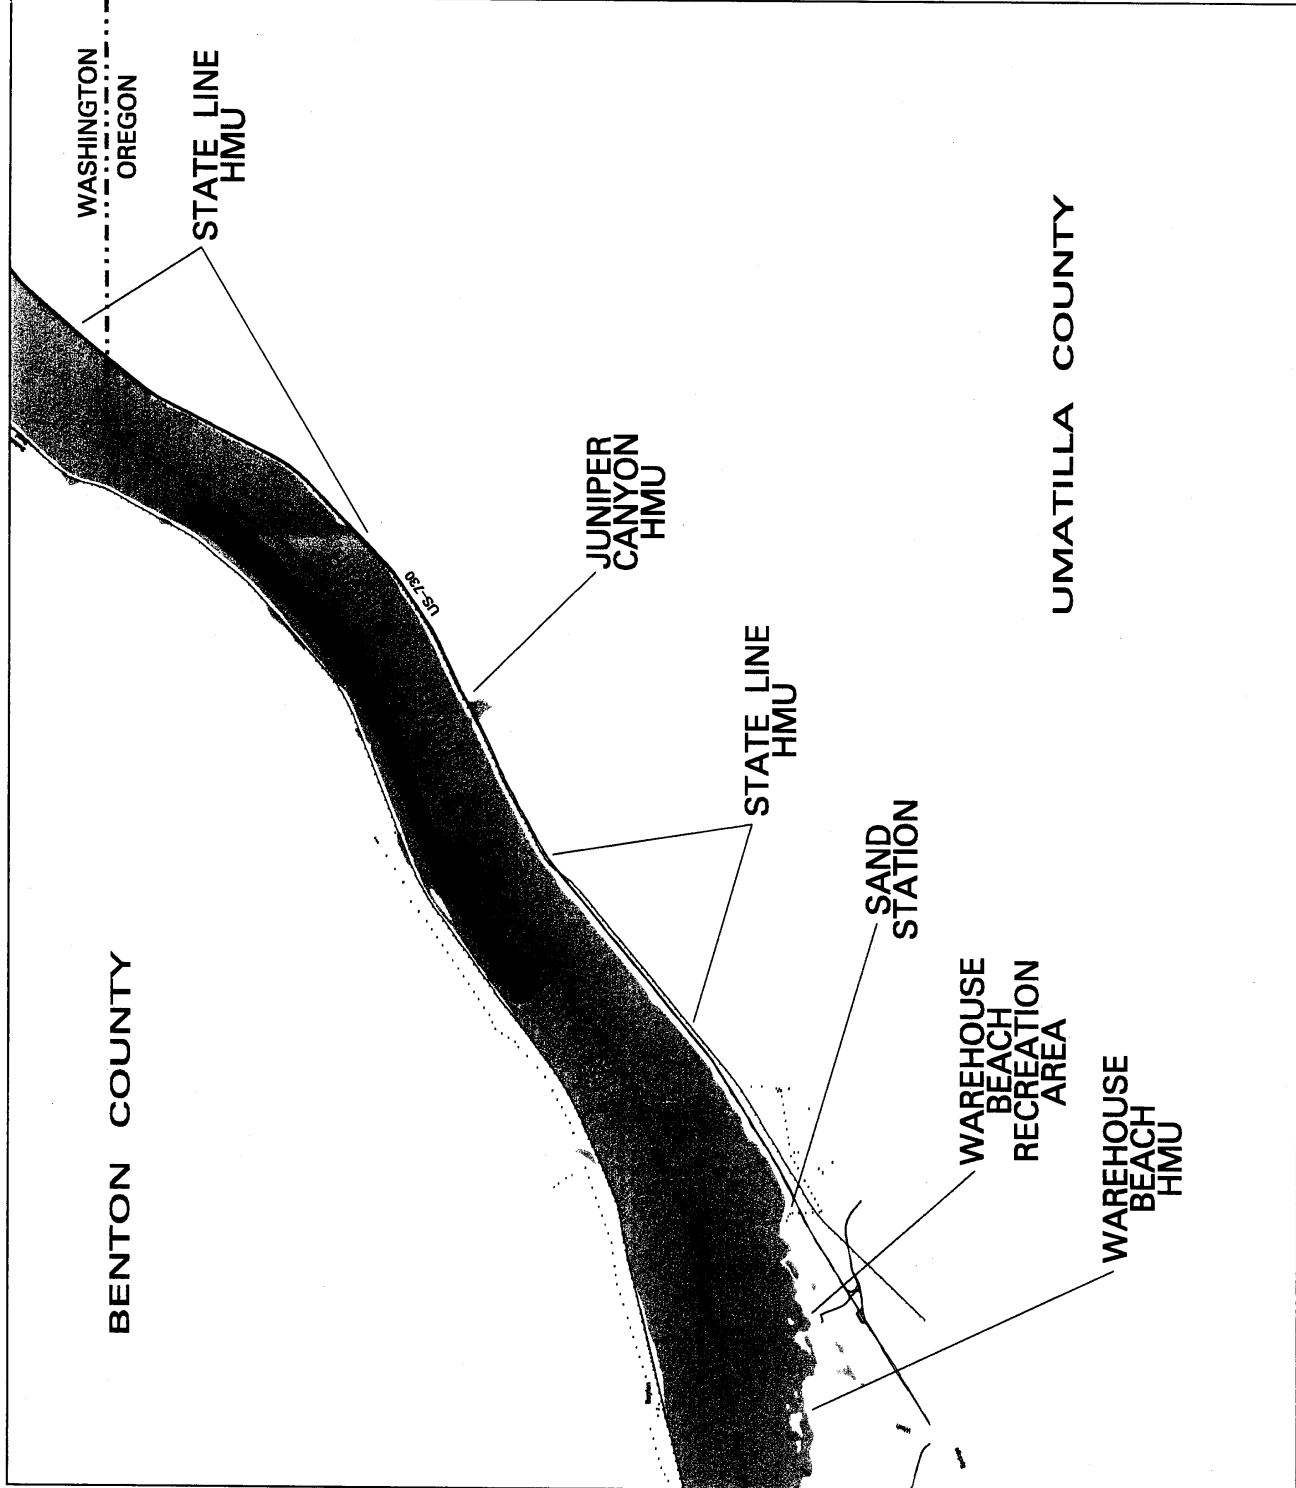 WASHINGTON
OREGON
STATE LINE
HMU
US-730
JUNIPER
CANYON
HMU
UMATILLA COUNTY
STATE LINE
HMU
SAND
STATION
BENTON COUNTY
WAREHOUSE
BEACH
RECREATION
AREA
WAREHOUSE
BEACH
HMU